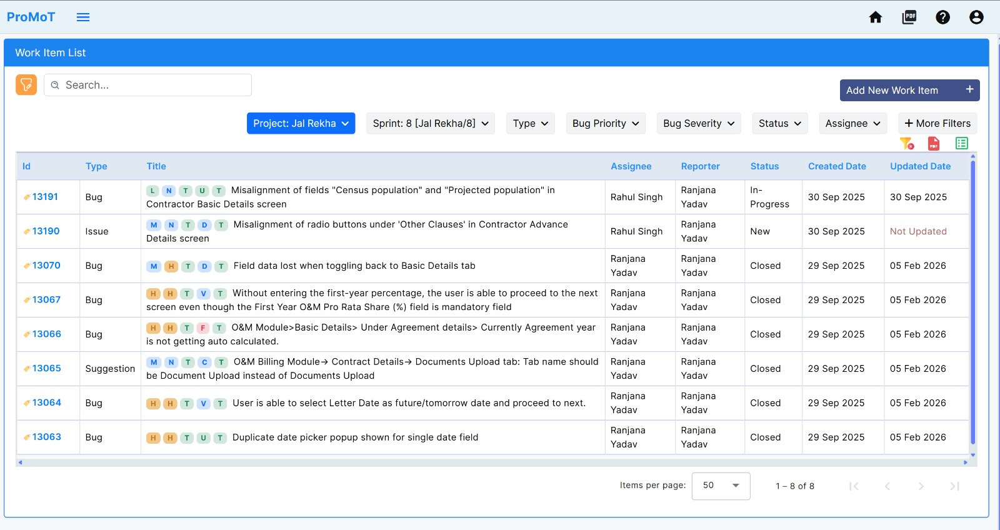 ProMoT
PDF
Work Item List
Search...
Add New Work Item +
Project: Jal Rekha
Sprint: 8 [Jal Rekha/8]
Type
Bug Priority
Bug Severity
Status
Assignee
+ More Filters
PDF
Id Type Title Assignee Reporter Status Created Date Updated Date
13191 Bug L N T U T Misalignment of fields "Census population" and "Projected population" in
Contractor Basic Details screen
Rahul Singh
Ranjana
Yadav
In-
Progress
30 Sep 2025
30 Sep 2025
13190 Issue M N T D T Misalignment of radio buttons under 'Other Clauses' in Contractor Advance
Details screen
Rahul Singh
Ranjana
Yadav
New
30 Sep 2025
Not Updated
13070 Bug M H T D T Field data lost when toggling back to Basic Details tab
Ranjana
Yadav
Ranjana
Yadav
Closed
29 Sep 2025
05 Feb 2026
13067 Bug H H T V T Without entering the first-year percentage, the user is able to proceed to the next
screen even though the First Year O&M Pro Rata Share (%) field is mandatory field
Ranjana
Yadav
Ranjana
Yadav
Closed
29 Sep 2025
05 Feb 2026
13066 Bug H H T F T O&M Module>Basic Details> Under Agreement details> Currently Agreement year
is not getting auto calculated.
Ranjana
Yadav
Ranjana
Yadav
Closed
29 Sep 2025
05 Feb 2026
13065 Suggestion M N T C T O&M Billing Module→ Contract Details→ Documents Upload tab: Tab name should
be Document Upload instead of Documents Upload
Ranjana
Yadav
Ranjana
Yadav
Closed
29 Sep 2025
05 Feb 2026
13064 Bug H H T V T User is able to select Letter Date as future/tomorrow date and proceed to next.
Ranjana
Yadav
Ranjana
Yadav
Closed
29 Sep 2025
05 Feb 2026
13063 Bug H H T U T Duplicate date picker popup shown for single date field
Ranjana
Yadav
Ranjana
Yadav
Closed
29 Sep 2025
05 Feb 2026
Items per page: 50 1 – 8 of 8